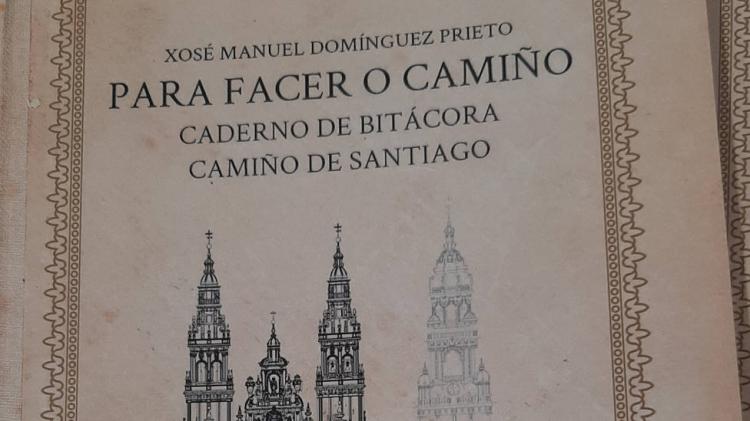 XOSÉ MANUEL DOMÍNGUEZ PRIETO
PARA FACER O CAMIÑO
CADERNO DE BITÁCORA
CAMIÑO DE SANTIAGO